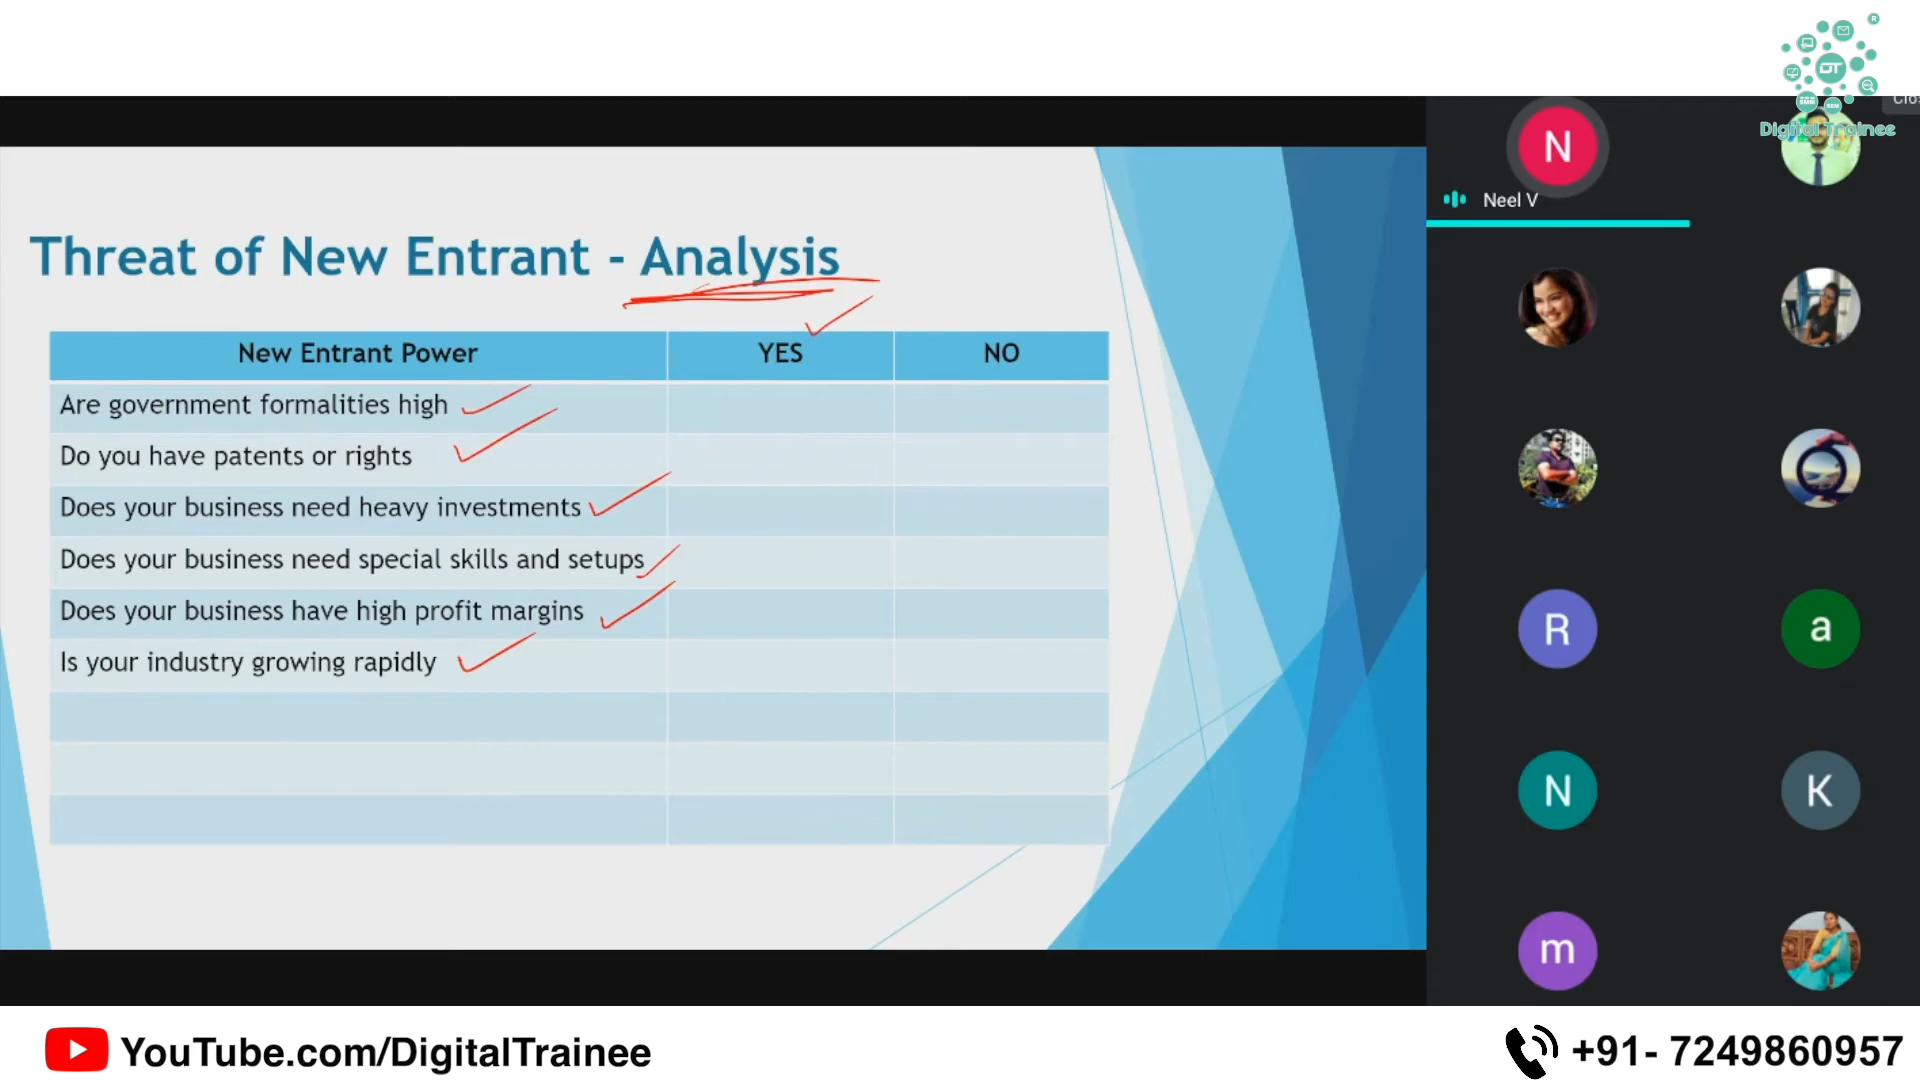 R
DT
Digital Trainee
Clos
N
Neel V
Threat of New Entrant - Analysis
New Entrant Power YES NO
Are government formalities high
Do you have patents or rights
Does your business need heavy investments
Does your business need special skills and setups
Does your business have high profit margins
Is your industry growing rapidly
R
a
N
K
m
YouTube.com/DigitalTrainee
+91- 7249860957